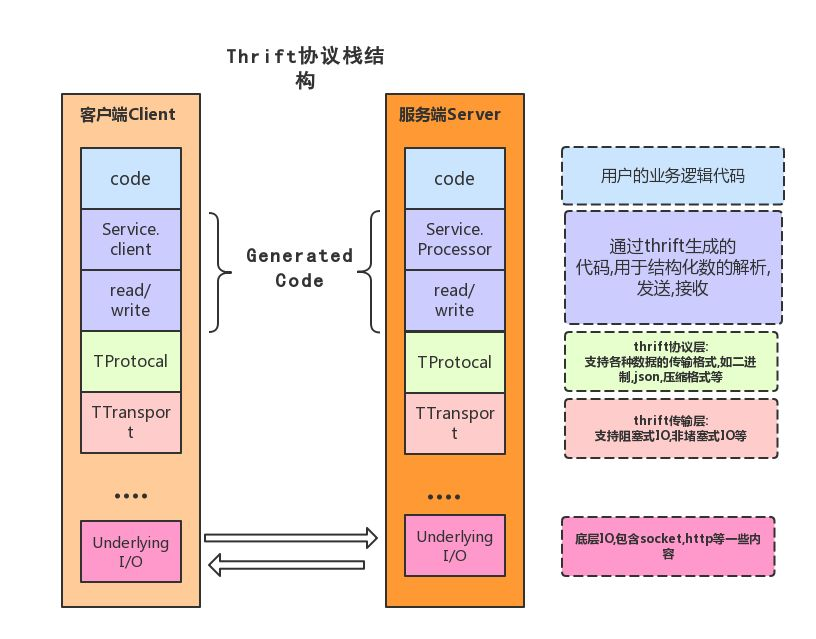 Thrift协议栈结
构
客户端Client
code
Service.
client
read/
write
TProtocal
TTranspor
t
....
Underlying
I/O
Generated
Code
服务端Server
code
Service.
Processor
read/
write
TProtocal
TTranspor
t
....
Underlying
I/O
用户的业务逻辑代码
通过thrift生成的
代码,用于结构化数的解析,
发送,接收
thrift协议层:
支持各种数据的传输格式,如二进
制,json,压缩格式等
thrift传输层:
支持阻塞式IO,非堵塞式IO等
底层IO,包含socket,http等一些内
容